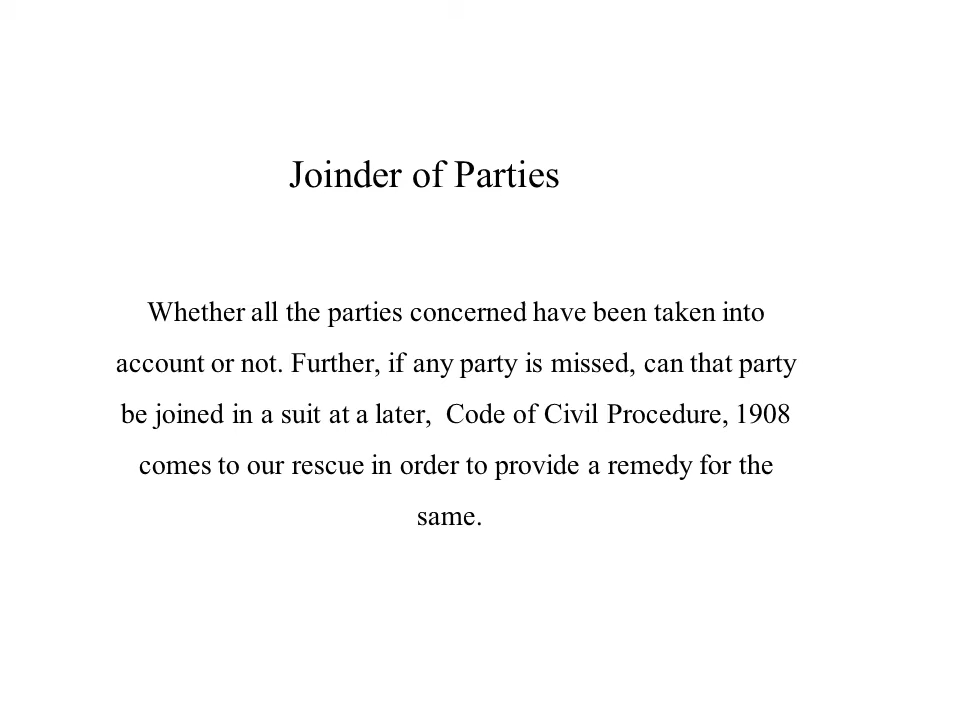 Joinder of Parties
Whether all the parties concerned have been taken into
account or not. Further, if any party is missed, can that party
be joined in a suit at a later,  Code of Civil Procedure, 1908
comes to our rescue in order to provide a remedy for the
same.